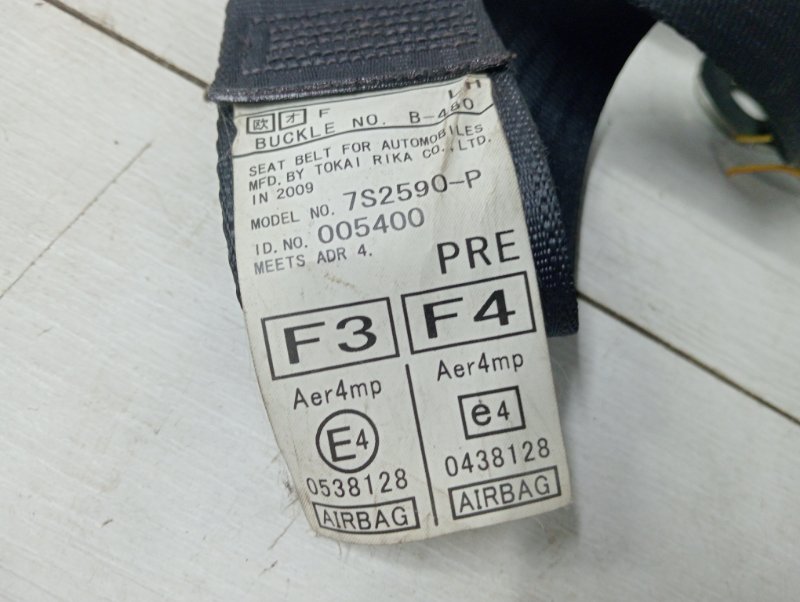 欧 オ F LH
BUCKLE NO. B-480
SEAT BELT FOR AUTOMOBILES
MFD. BY TOKAI RIKA CO., LTD.
IN 2009
MODEL NO. 7S2590-P
ID. NO. 005400
MEETS ADR 4.
PRE
F3 F4
Aer4mp Aer4mp
E4 e4
0538128 0438128
AIRBAG AIRBAG